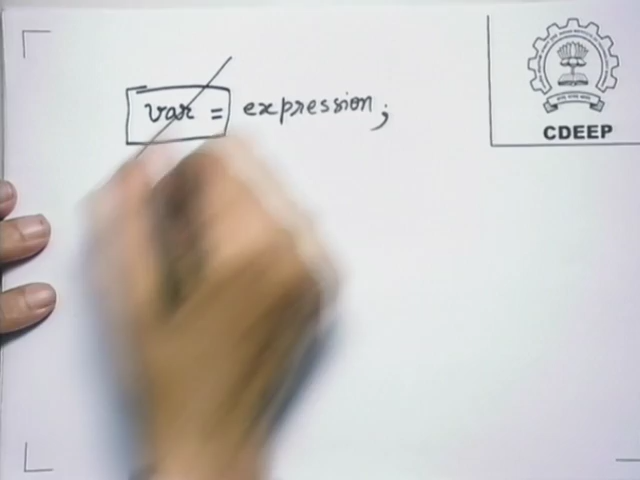 var = expression;
CDEEP